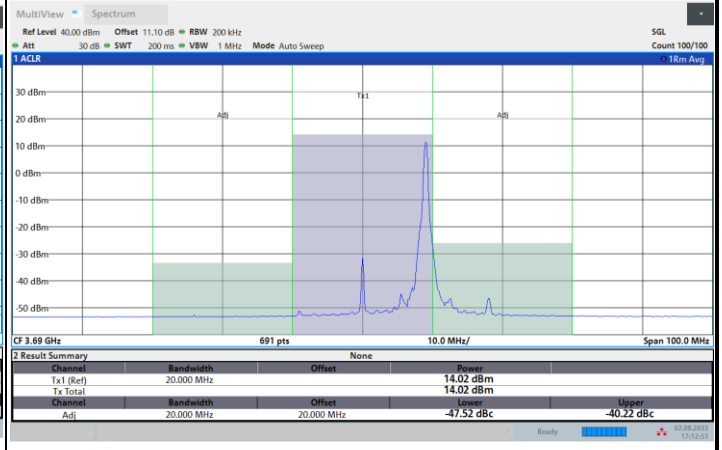 MultiView Spectrum
Ref Level 40.00 dBm Offset 11.10 dB RBW 200 kHz SGL
Att 30 dB SWT 200 ms VBW 1 MHz Mode Auto Sweep Count 100/100
1 ACLR 1Rm Avg
30 dBm
Tx1
20 dBm
Adj Adj
10 dBm
0 dBm
-10 dBm
-20 dBm
-30 dBm
-40 dBm
-50 dBm
CF 3.69 GHz 691 pts 10.0 MHz/ Span 100.0 MHz
2 Result Summary None
Channel Bandwidth Offset Power
Tx1 (Ref) 20.000 MHz 14.02 dBm
Tx Total 14.02 dBm
Channel Bandwidth Offset Lower Upper
Adj 20.000 MHz 20.000 MHz -47.52 dBc -40.22 dBc
Ready 02.08.2022
17:12:51